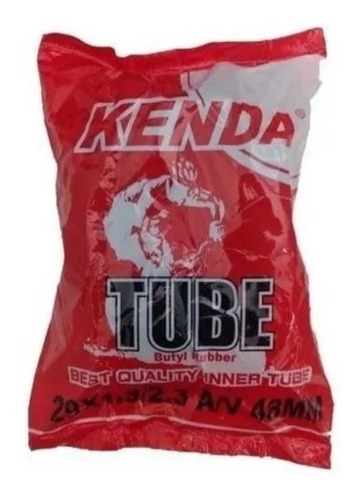 KENDA®
TUBE
Butyl Rubber
BEST QUALITY INNER TUBE
29x1.9/2.3 A/V 48MM